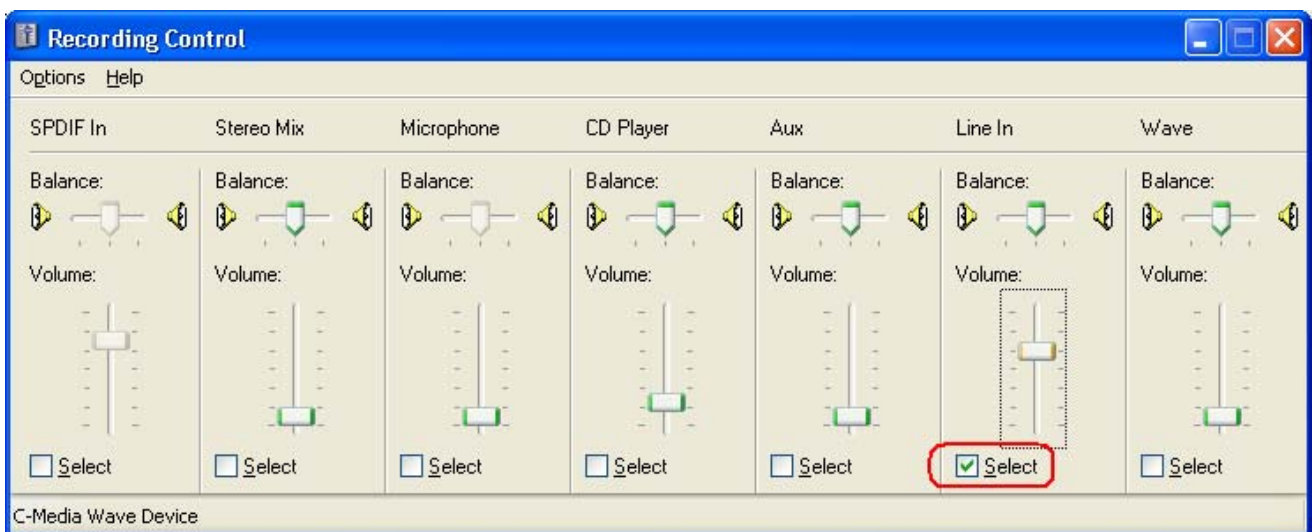 Recording Control
Options Help
SPDIF In Stereo Mix Microphone CD Player Aux Line In Wave
Balance: Balance: Balance: Balance: Balance: Balance: Balance:
Volume: Volume: Volume: Volume: Volume: Volume: Volume:
Select Select Select Select Select Select Select
C-Media Wave Device